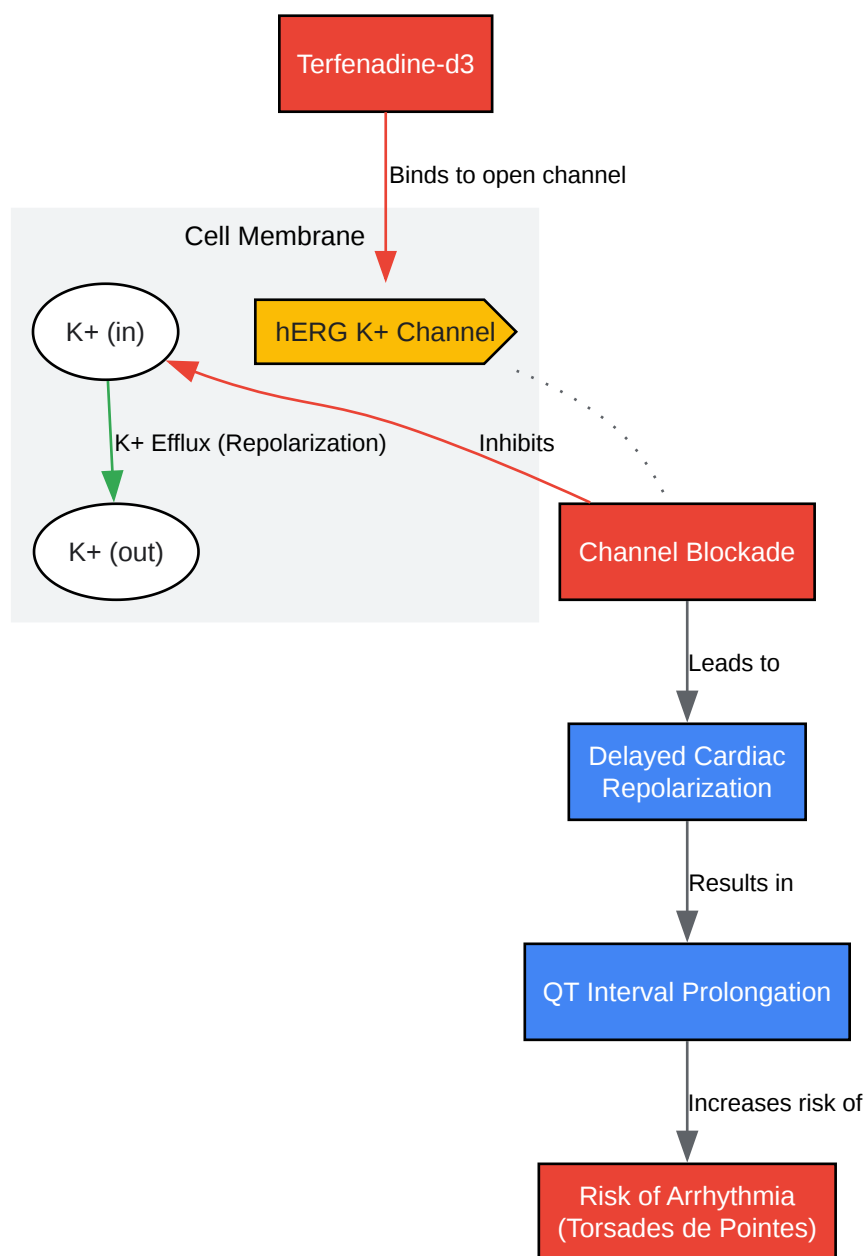 Terfenadine-d3
Binds to open channel
Cell Membrane
K+ (in)
hERG K+ Channel
K+ Efflux (Repolarization)
Inhibits
K+ (out)
Channel Blockade
Leads to
Delayed Cardiac
Repolarization
Results in
QT Interval Prolongation
Increases risk of
Risk of Arrhythmia
(Torsades de Pointes)